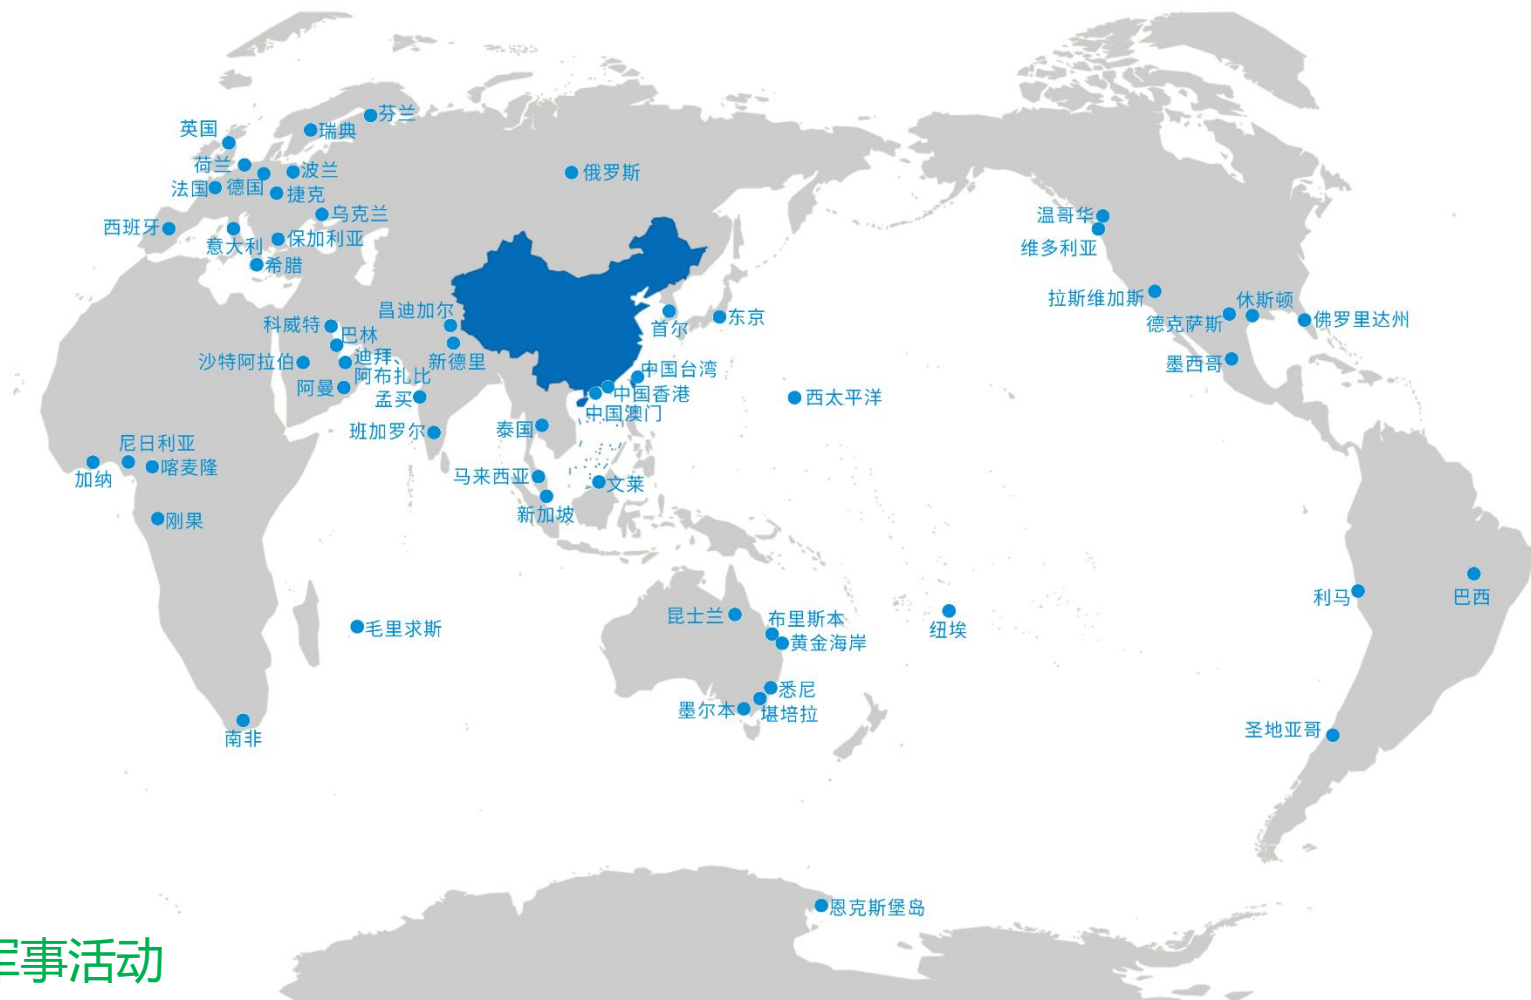 芬兰
英国
瑞典
荷兰
波兰
俄罗斯
法国
德国
捷克
乌克兰
温哥华
西班牙
意大利
保加利亚
维多利亚
希腊
拉斯维加斯
休斯顿
昌迪加尔
科威特
巴林
首尔
东京
德克萨斯
佛罗里达州
沙特阿拉伯
迪拜、
阿布扎比
新德里
中国台湾
墨西哥
阿曼
孟买
中国香港
中国澳门
西太平洋
班加罗尔
泰国
尼日利亚
加纳
喀麦隆
马来西亚
文莱
新加坡
刚果
利马
巴西
昆士兰
布里斯本
黄金海岸
纽埃
毛里求斯
悉尼
墨尔本
堪培拉
南非
圣地亚哥
恩克斯堡岛
军事活动